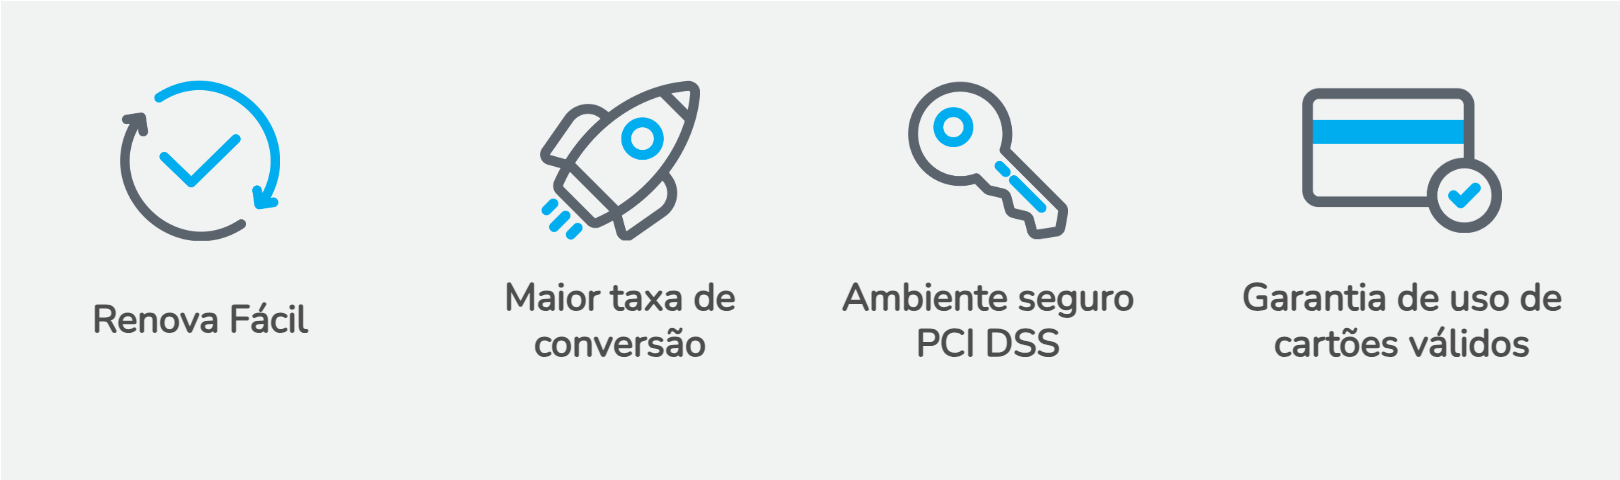 Renova Fácil
Maior taxa de
conversão
Ambiente seguro
PCI DSS
Garantia de uso de
cartões válidos